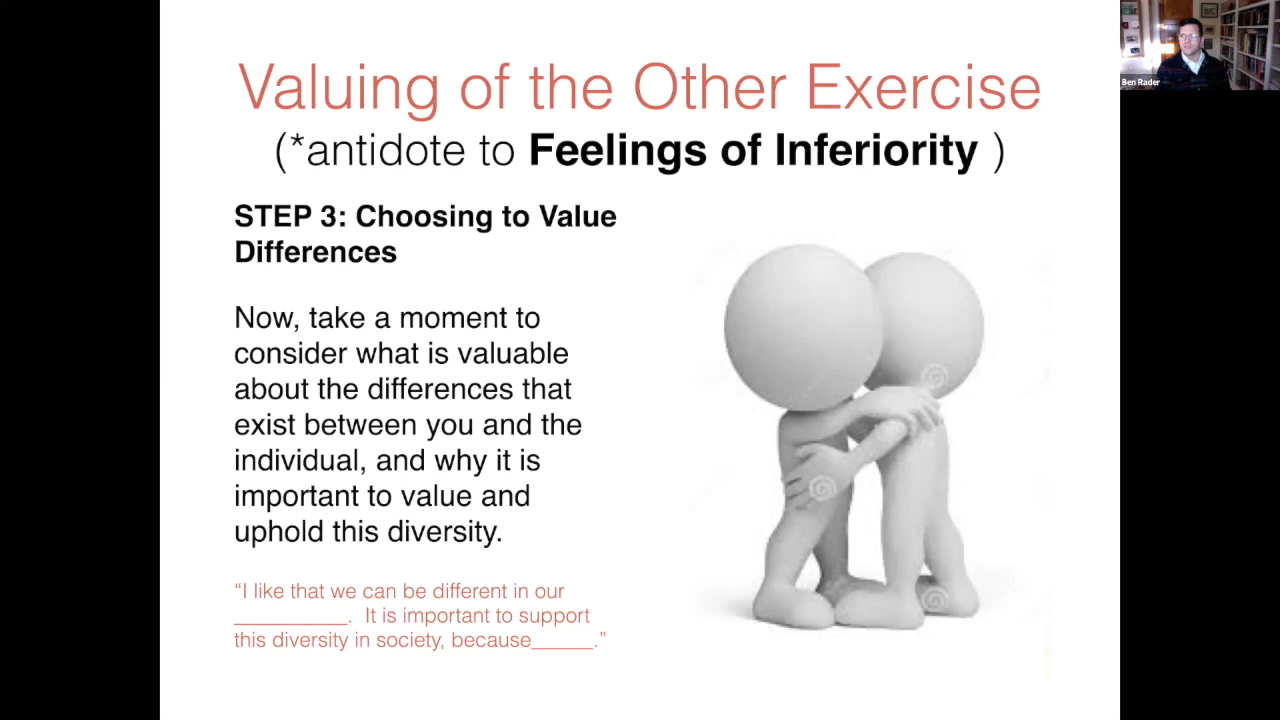 Valuing of the Other Exercise
(*antidote to Feelings of Inferiority )
STEP 3: Choosing to Value
Differences
Now, take a moment to
consider what is valuable
about the differences that
exist between you and the
individual, and why it is
important to value and
uphold this diversity.
“I like that we can be different in our
___________. It is important to support
this diversity in society, because______.”
Ben Rader